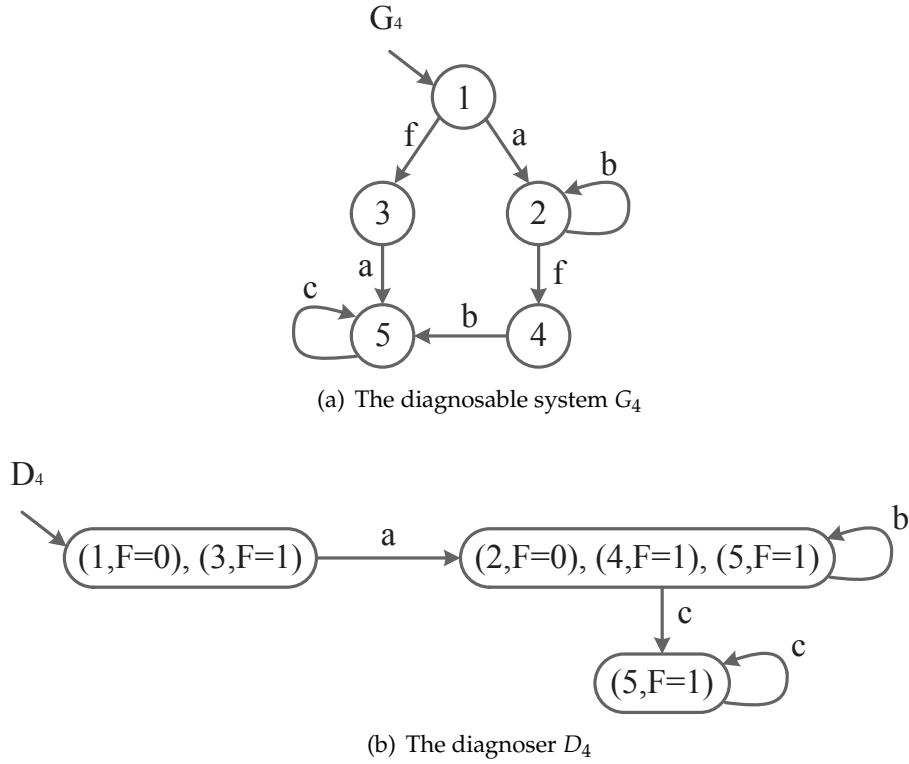 G4
1
f
a
b
3
2
a
f
c
b
5
4
(a) The diagnosable system G4
D4
b
a
(1,F=0), (3,F=1)
(2,F=0), (4,F=1), (5,F=1)
c
c
(5,F=1)
(b) The diagnoser D4